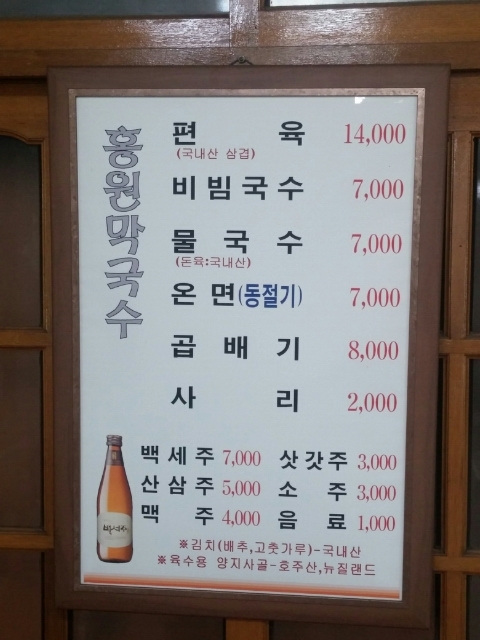 홍원막국수
편육 14,000
(국내산 삼겹)
비빔국수 7,000
물국수 7,000
(돈육:국내산)
온면(동절기) 7,000
곱배기 8,000
사리 2,000
백세주 7,000 삿갓주 3,000
산삼주 5,000 소주 3,000
맥주 4,000 음료 1,000
※김치(배추,고춧가루)-국내산
※육수용 양지사골-호주산,뉴질랜드
백세주